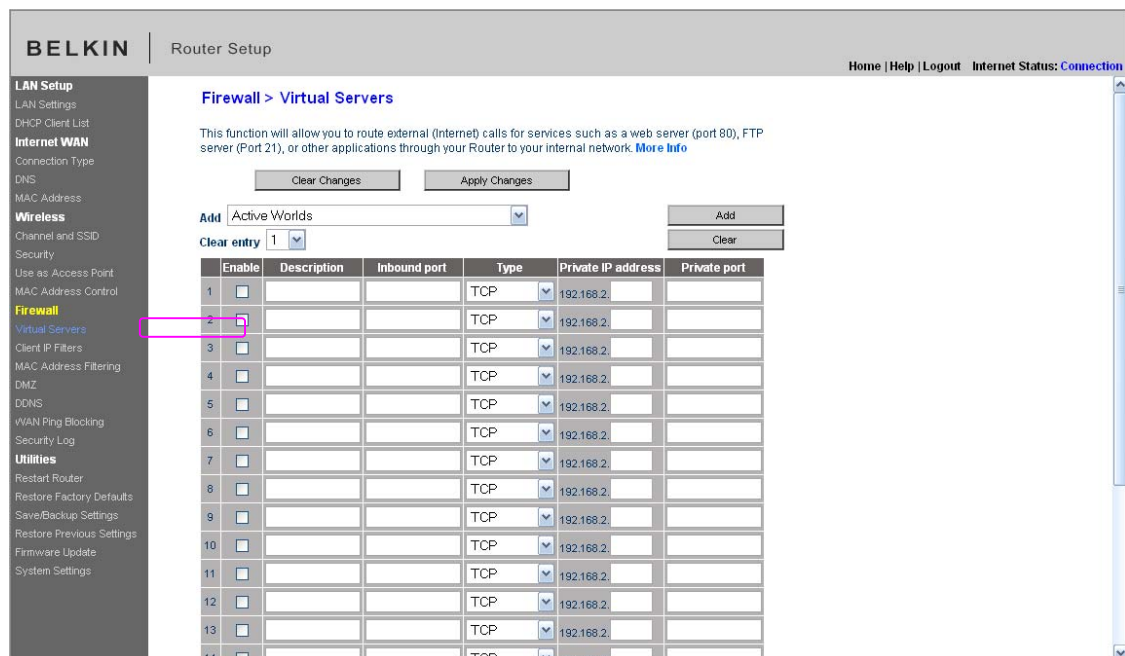 BELKIN
Router Setup
Home | Help | Logout Internet Status: Connection
LAN Setup
LAN Settings
DHCP Client List
Internet WAN
Connection Type
DNS
MAC Address
Wireless
Channel and SSID
Security
Use as Access Point
MAC Address Control
Firewall
Virtual Servers
Client IP Filters
MAC Address Filtering
DMZ
DDNS
WAN Ping Blocking
Security Log
Utilities
Restart Router
Restore Factory Defaults
Save/Backup Settings
Restore Previous Settings
Firmware Update
System Settings
Firewall > Virtual Servers
This function will allow you to route external (Internet) calls for services such as a web server (port 80), FTP
server (Port 21), or other applications through your Router to your internal network. More Info
Clear Changes Apply Changes
Add Active Worlds Add
Clear entry 1 Clear
Enable Description Inbound port Type Private IP address Private port
1 TCP 192.168.2.
2 TCP 192.168.2.
3 TCP 192.168.2.
4 TCP 192.168.2.
5 TCP 192.168.2.
6 TCP 192.168.2.
7 TCP 192.168.2.
8 TCP 192.168.2.
9 TCP 192.168.2.
10 TCP 192.168.2.
11 TCP 192.168.2.
12 TCP 192.168.2.
13 TCP 192.168.2.